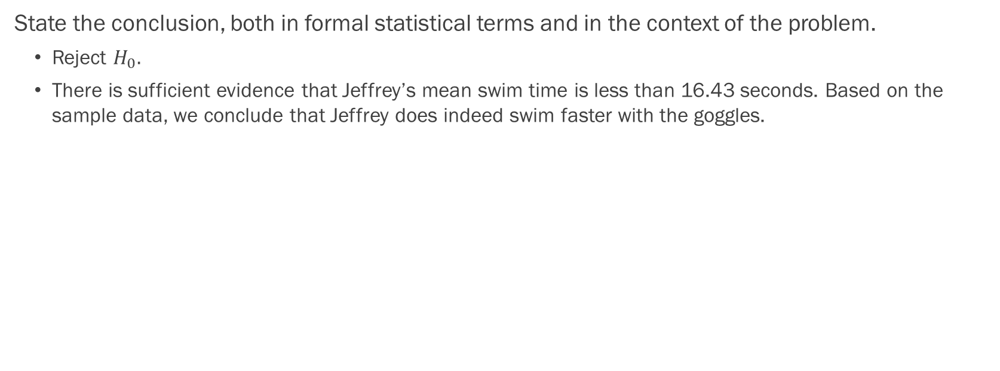 State the conclusion, both in formal statistical terms and in the context of the problem.
• Reject H₀.
• There is sufficient evidence that Jeffrey’s mean swim time is less than 16.43 seconds. Based on the
sample data, we conclude that Jeffrey does indeed swim faster with the goggles.